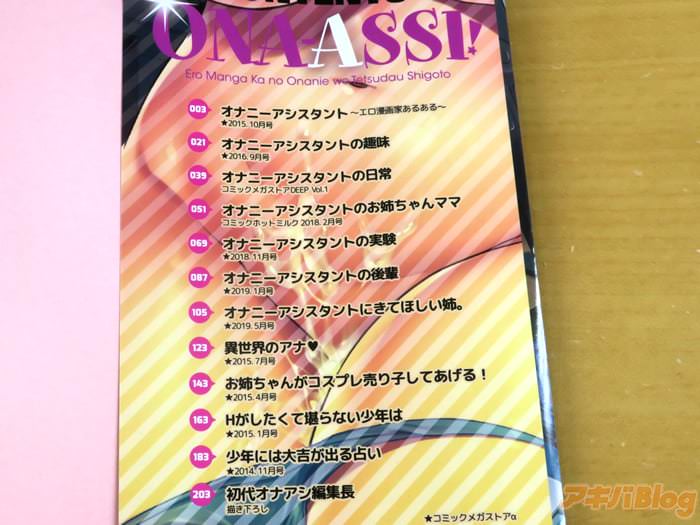 CONTENTS
ONA-ASSI!
Ero Manga Ka no Onanie wo Tetsudau Shigoto
003 オナニーアシスタント ～エロ漫画家あるある～
★2015.10月号
021 オナニーアシスタントの趣味
★2016.9月号
039 オナニーアシスタントの日常
コミックメガストアDEEP Vol.1
051 オナニーアシスタントのお姉ちゃんママ
コミックホットミルク 2018.2月号
069 オナニーアシスタントの実験
★2018.11月号
087 オナニーアシスタントの後輩
★2019.1月号
105 オナニーアシスタントにきてほしい姉。
★2019.5月号
123 異世界のアナ♥
★2015.7月号
143 お姉ちゃんがコスプレ売り子してあげる！
★2015.4月号
163 Hがしたくて堪らない少年は
★2015.1月号
183 少年には大吉が出る占い
★2014.11月号
203 初代オナアシ編集長
描き下ろし
★コミックメガストアα
アキバBlog